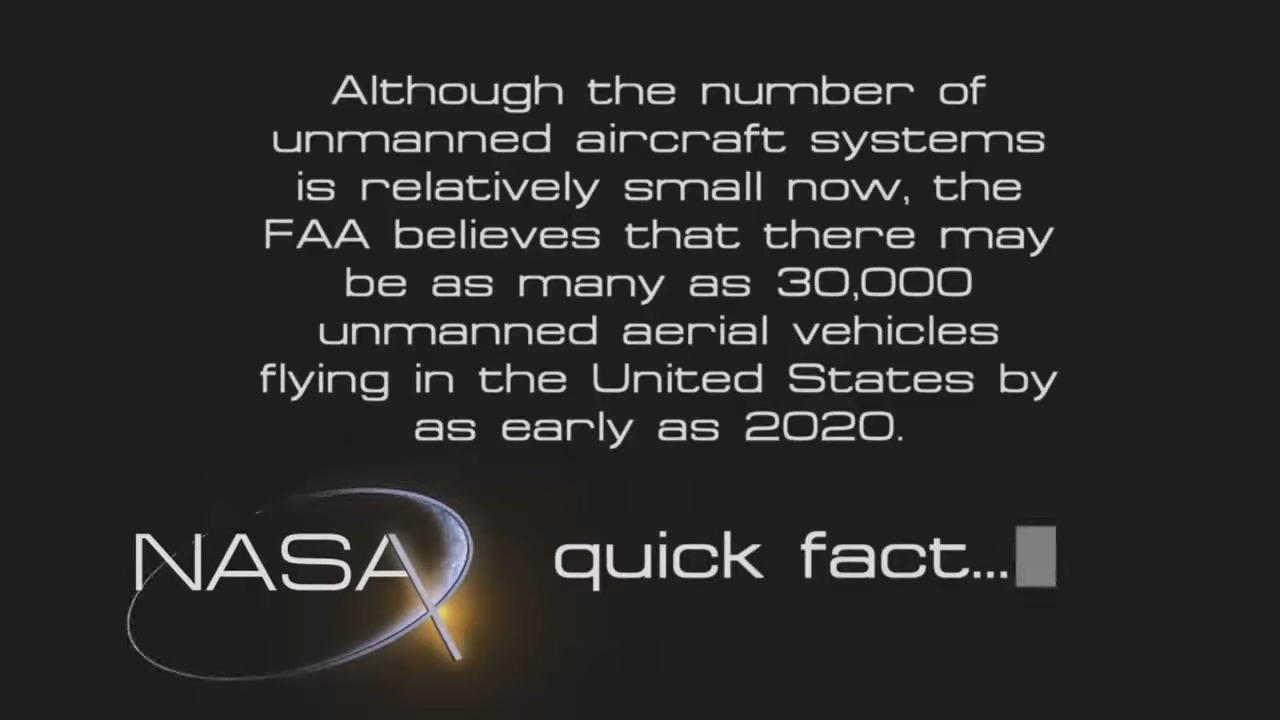 Although the number of
unmanned aircraft systems
is relatively small now, the
FAA believes that there may
be as many as 30,000
unmanned aerial vehicles
flying in the United States by
as early as 2020.
NASA quick fact...